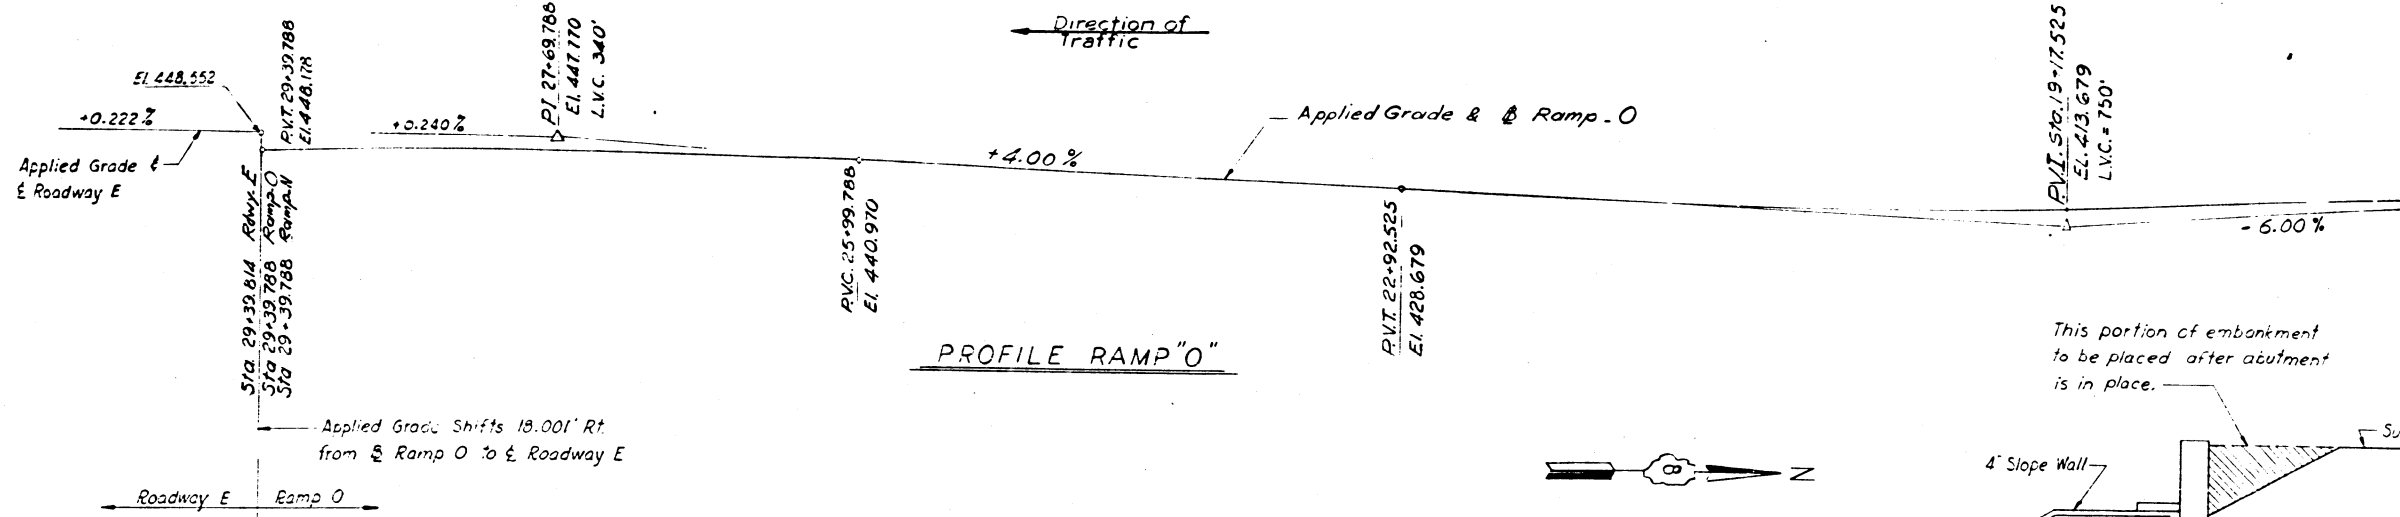 Direction of
Traffic
El. 448.552
+0.222%
Applied Grade &
℄ Roadway E
P.V.T. 29+39.788
El. 448.178
+0.240%
P.I. 27+69.788
El. 447.770
L.V.C. 340'
+4.00%
Applied Grade & ℄ Ramp-O
P.V.I. Sta. 19+17.525
EL. 413.679
L.V.C. = 750'
- 6.00%
Sta. 29+39.814 Rdwy. E
Sta 29+39.788 Ramp-O
Sta 29+39.788 Ramp-N
P.V.C. 25+99.788
El. 440.970
P.V.T. 22+92.525
El. 428.679
PROFILE RAMP "O"
Applied Grade Shifts 18.001' Rt.
from ℄ Ramp O to ℄ Roadway E
Roadway E
Ramp O
8
N
This portion of embankment
to be placed after abutment
is in place.
4" Slope Wall
Su